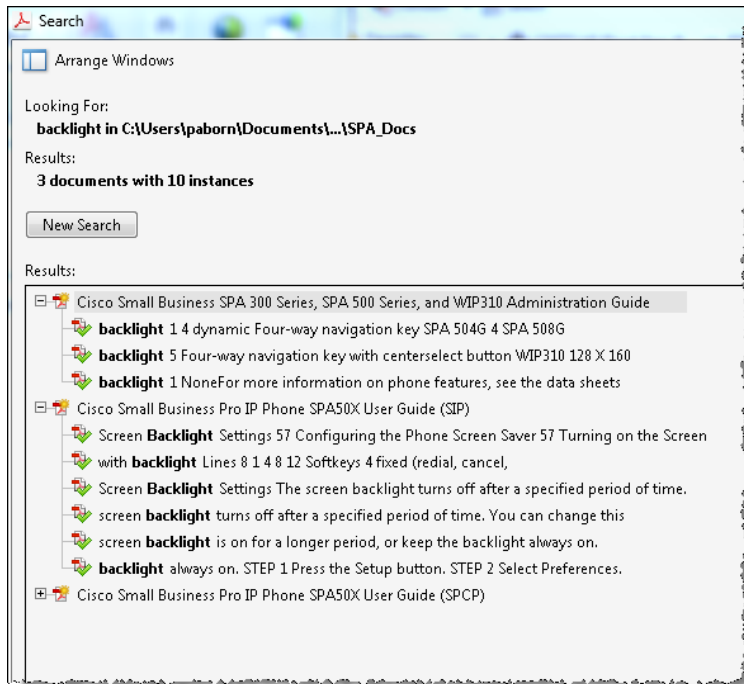 Search
Arrange Windows
Looking For:
backlight in C:\Users\paborn\Documents\...\SPA_Docs
Results:
3 documents with 10 instances
New Search
Results:
Cisco Small Business SPA 300 Series, SPA 500 Series, and WIP310 Administration Guide
backlight 1 4 dynamic Four-way navigation key SPA 504G 4 SPA 508G
backlight 5 Four-way navigation key with centerselect button WIP310 128 X 160
backlight 1 NoneFor more information on phone features, see the data sheets
Cisco Small Business Pro IP Phone SPA50X User Guide (SIP)
Screen Backlight Settings 57 Configuring the Phone Screen Saver 57 Turning on the Screen
with backlight Lines 8 1 4 8 12 Softkeys 4 fixed (redial, cancel,
Screen Backlight Settings The screen backlight turns off after a specified period of time.
screen backlight turns off after a specified period of time. You can change this
screen backlight is on for a longer period, or keep the backlight always on.
backlight always on. STEP 1 Press the Setup button. STEP 2 Select Preferences.
Cisco Small Business Pro IP Phone SPA50X User Guide (SPCP)